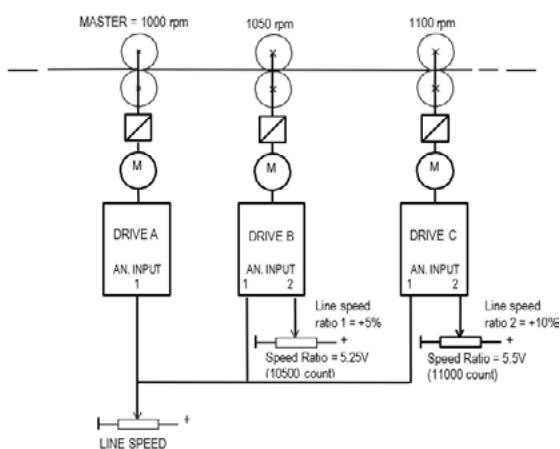 MASTER = 1000 rpm
1050 rpm
1100 rpm
M
M
M
DRIVE A
DRIVE B
DRIVE C
AN. INPUT
1
AN. INPUT
1 2
AN. INPUT
1 2
Line speed
ratio 1 = +5%
+
Speed Ratio = 5.25V
(10500 count)
Line speed
ratio 2 = +10%
+
Speed Ratio = 5.5V
(11000 count)
+
LINE SPEED